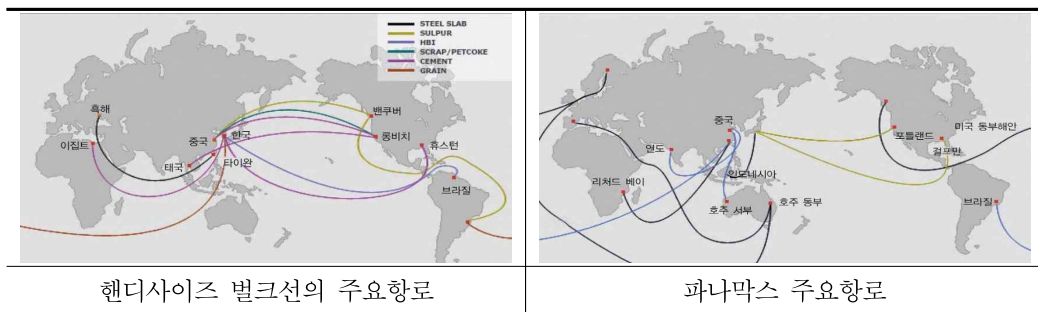 STEEL SLAB
SULPUR
HBI
SCRAP/PETCOKE
CEMENT
GRAIN
흑해
이집트
중국
한국
태국
타이완
밴쿠버
롱비치
휴스턴
브라질
중국
인도
인도네시아
리처드 베이
호주 서부
호주 동부
포틀랜드
미국 동부해안
걸프만
브라질
핸디사이즈 벌크선의 주요항로
파나막스 주요항로